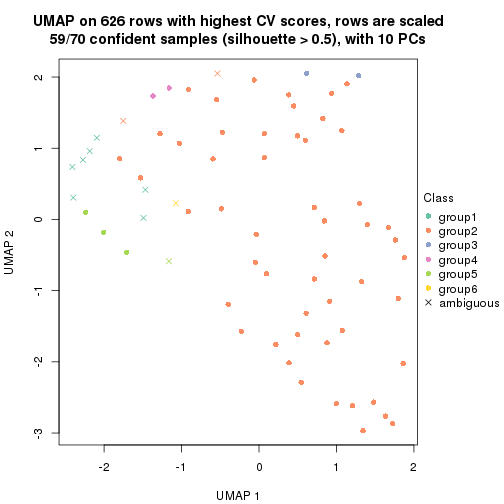 UMAP on 626 rows with highest CV scores, rows are scaled
59/70 confident samples (silhouette > 0.5), with 10 PCs
2
1
0
-1
-2
-3
UMAP 2
-2
-1
0
1
2
UMAP 1
Class
group1
group2
group3
group4
group5
group6
ambiguous